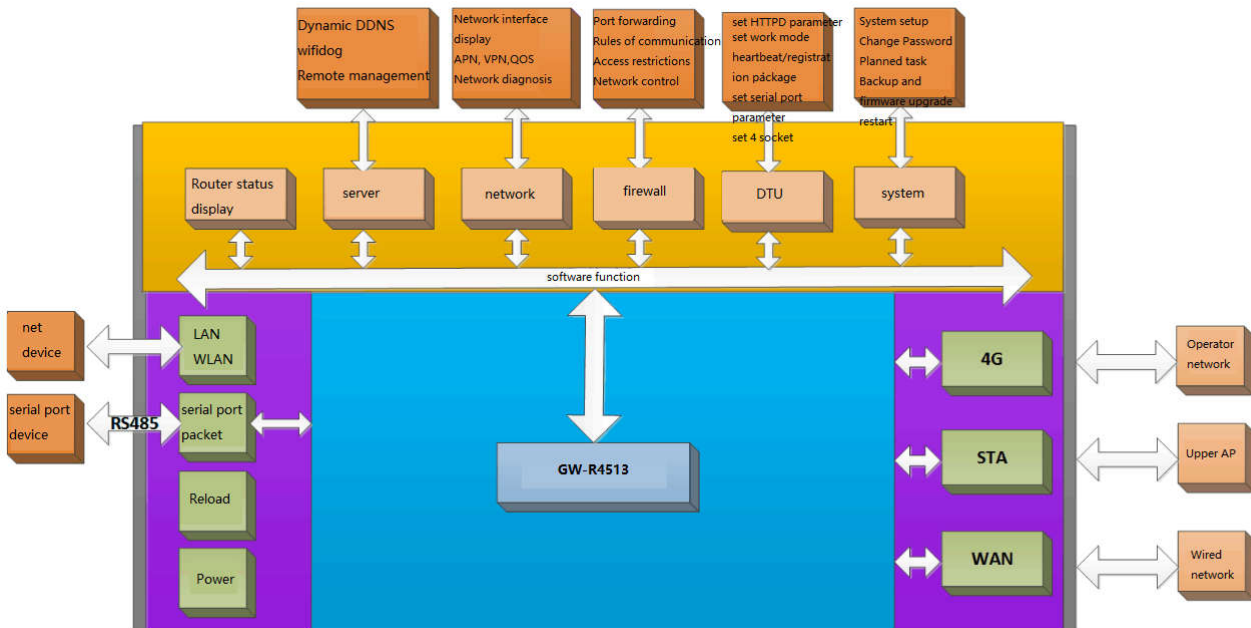 Dynamic DDNS
wifidog
Remote management
Network interface
display
APN, VPN,QOS
Network diagnosis
Port forwarding
Rules of communication
Access restrictions
Network control
set HTTPD parameter
set work mode
heartbeat/registrat
ion páckage
set serial port
parameter
set 4 socket
System setup
Change Password
Planned task
Backup and
firmware upgrade
restart
Router status
display
server
network
firewall
DTU
system
software function
net
device
LAN
WLAN
serial port
device
RS485
serial port
packet
Reload
Power
GW-R4513
4G
STA
WAN
Operator
network
Upper AP
Wired
network